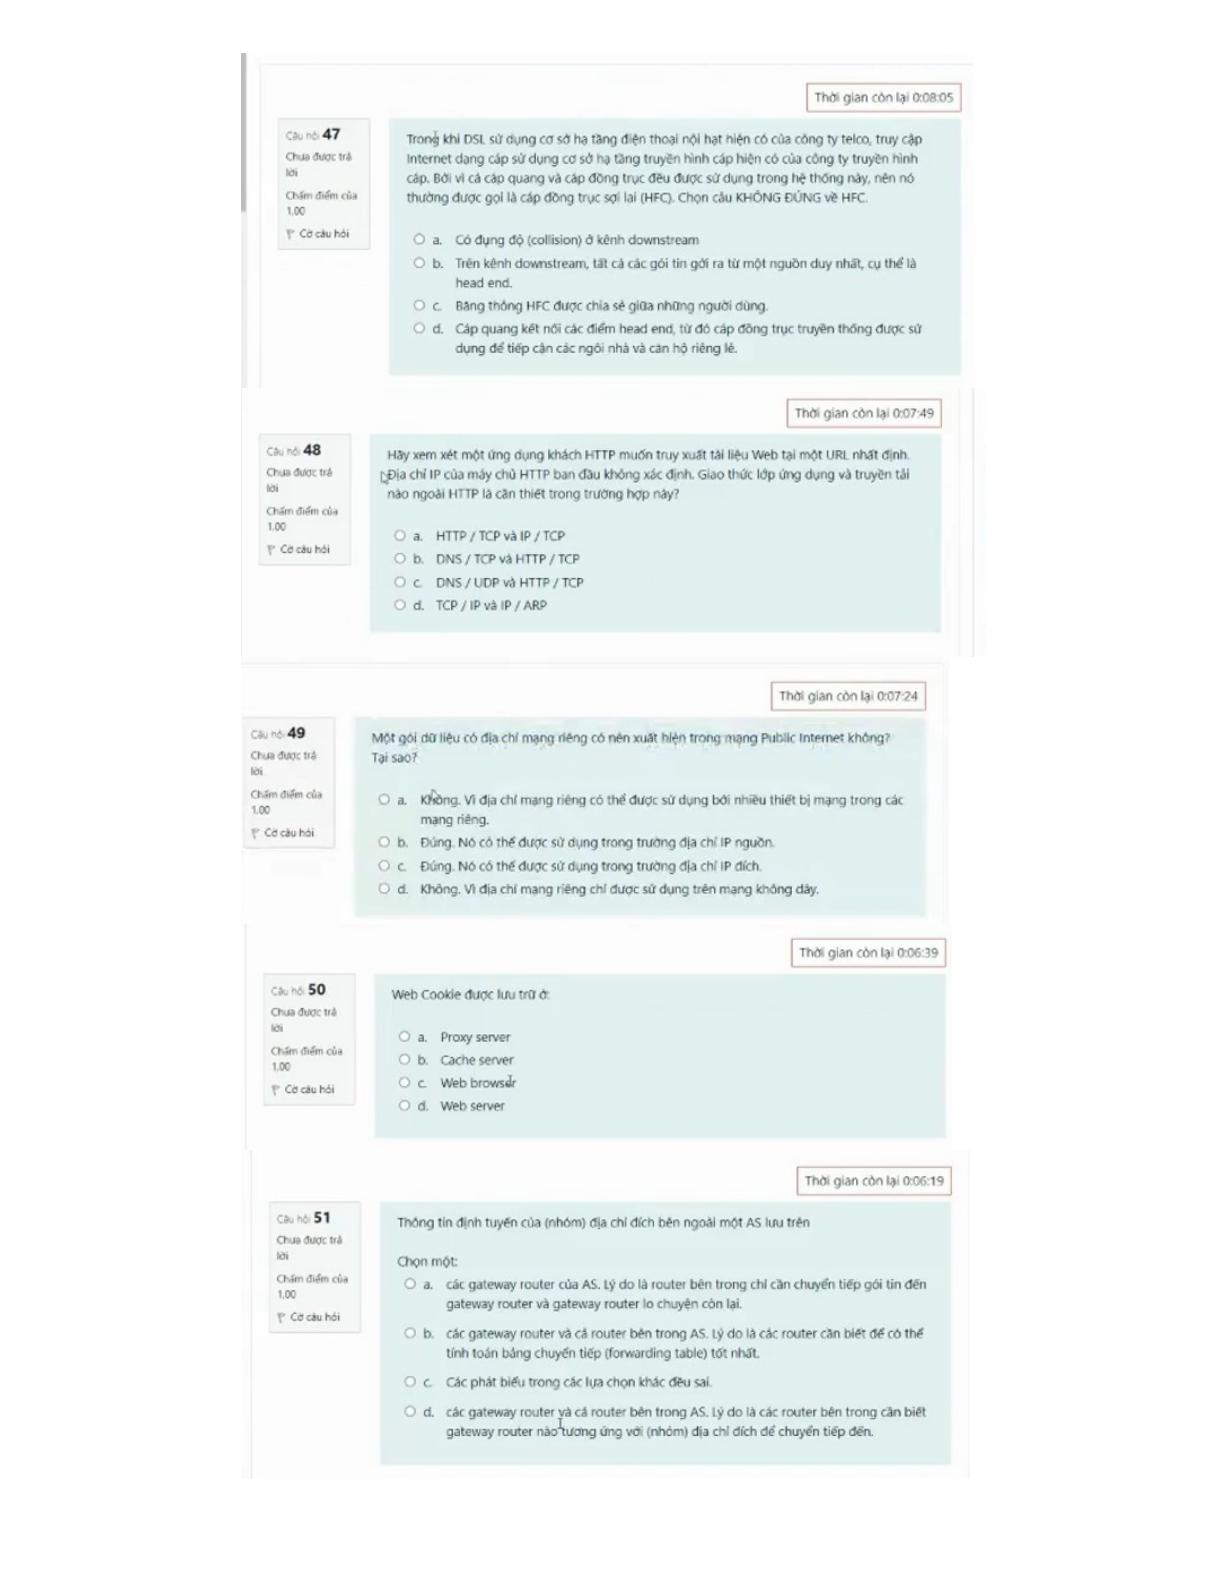 Thời gian còn lại 0:08:05
Câu hỏi 47
Chưa được trả
lời
Chấm điểm của
1,00
Cờ câu hỏi
Trong khi DSL sử dụng cơ sở hạ tầng điện thoại nội hạt hiện có của công ty telco, truy cập
Internet dạng cáp sử dụng cơ sở hạ tầng truyền hình cáp hiện có của công ty truyền hình
cáp. Bởi vì cả cáp quang và cáp đồng trục đều được sử dụng trong hệ thống này, nên nó
thường được gọi là cáp đồng trục sợi lai (HFC). Chọn câu KHÔNG ĐÚNG về HFC.
a. Có đụng độ (collision) ở kênh downstream
b. Trên kênh downstream, tất cả các gói tin gởi ra từ một nguồn duy nhất, cụ thể là
head end.
c. Băng thông HFC được chia sẻ giữa những người dùng.
d. Cáp quang kết nối các điểm head end, từ đó cáp đồng trục truyền thống được sử
dụng để tiếp cận các ngôi nhà và căn hộ riêng lẻ.
Thời gian còn lại 0:07:49
Câu hỏi 48
Chưa được trả
lời
Chấm điểm của
1,00
Cờ câu hỏi
Hãy xem xét một ứng dụng khách HTTP muốn truy xuất tài liệu Web tại một URL nhất định.
Địa chỉ IP của máy chủ HTTP ban đầu không xác định. Giao thức lớp ứng dụng và truyền tải
nào ngoài HTTP là cần thiết trong trường hợp này?
a. HTTP / TCP và IP / TCP
b. DNS / TCP và HTTP / TCP
c. DNS / UDP và HTTP / TCP
d. TCP / IP và IP / ARP
Thời gian còn lại 0:07:24
Câu hỏi 49
Chưa được trả
lời
Chấm điểm của
1,00
Cờ câu hỏi
Một gói dữ liệu có địa chỉ mạng riêng có nên xuất hiện trong mạng Public Internet không?
Tại sao?
a. Không. Vì địa chỉ mạng riêng có thể được sử dụng bởi nhiều thiết bị mạng trong các
mạng riêng.
b. Đúng. Nó có thể được sử dụng trong trường địa chỉ IP nguồn.
c. Đúng. Nó có thể được sử dụng trong trường địa chỉ IP đích.
d. Không. Vì địa chỉ mạng riêng chỉ được sử dụng trên mạng không dây.
Thời gian còn lại 0:06:39
Câu hỏi 50
Chưa được trả
lời
Chấm điểm của
1,00
Cờ câu hỏi
Web Cookie được lưu trữ ở:
a. Proxy server
b. Cache server
c. Web browser
d. Web server
Thời gian còn lại 0:06:19
Câu hỏi 51
Chưa được trả
lời
Chấm điểm của
1,00
Cờ câu hỏi
Thông tin định tuyến của (nhóm) địa chỉ đích bên ngoài một AS lưu trên
Chọn một:
a. các gateway router của AS. Lý do là router bên trong chỉ cần chuyển tiếp gói tin đến
gateway router và gateway router lo chuyện còn lại.
b. các gateway router và cả router bên trong AS. Lý do là các router cần biết để có thể
tính toán bảng chuyển tiếp (forwarding table) tốt nhất.
c. Các phát biểu trong các lựa chọn khác đều sai.
d. các gateway router và cả router bên trong AS. Lý do là các router bên trong cần biết
gateway router nào tương ứng với (nhóm) địa chỉ đích để chuyển tiếp đến.